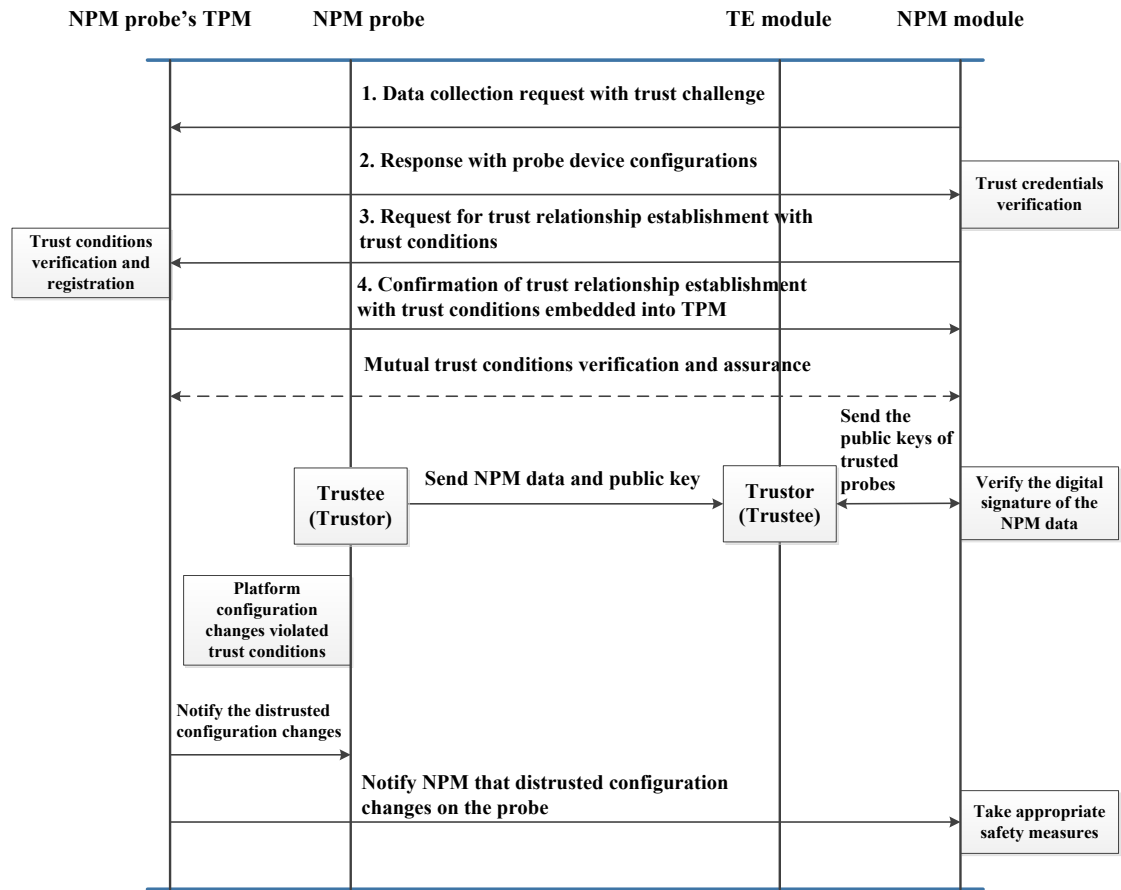 NPM probe's TPM
NPM probe
TE module
NPM module
1. Data collection request with trust challenge
2. Response with probe device configurations
Trust credentials
verification
3. Request for trust relationship establishment with
trust conditions
Trust conditions
verification and
registration
4. Confirmation of trust relationship establishment
with trust conditions embedded into TPM
Mutual trust conditions verification and assurance
Send the
public keys of
trusted
probes
Trustee
(Trustor)
Send NPM data and public key
Trustor
(Trustee)
Verify the digital
signature of the
NPM data
Platform
configuration
changes violated
trust conditions
Notify the distrusted
configuration changes
Notify NPM that distrusted configuration
changes on the probe
Take appropriate
safety measures